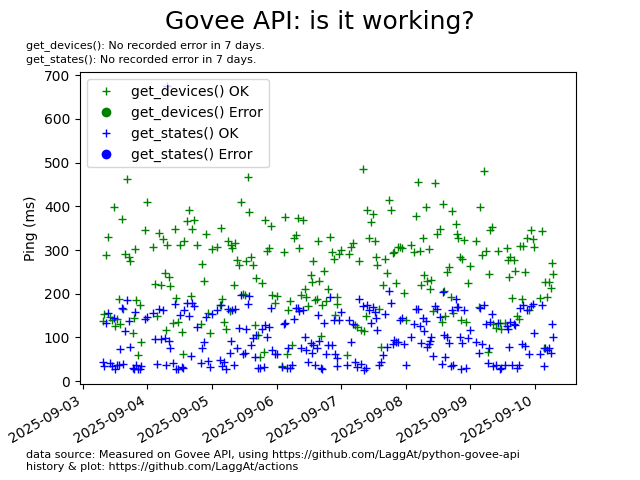 Govee API: is it working?
get_devices(): No recorded error in 7 days.
get_states(): No recorded error in 7 days.
700
600
500
400
300
200
100
0
Ping (ms)
get_devices() OK
get_devices() Error
get_states() OK
get_states() Error
2025-09-03
2025-09-04
2025-09-05
2025-09-06
2025-09-07
2025-09-08
2025-09-09
2025-09-10
data source: Measured on Govee API, using https://github.com/LaggAt/python-govee-api
history & plot: https://github.com/LaggAt/actions